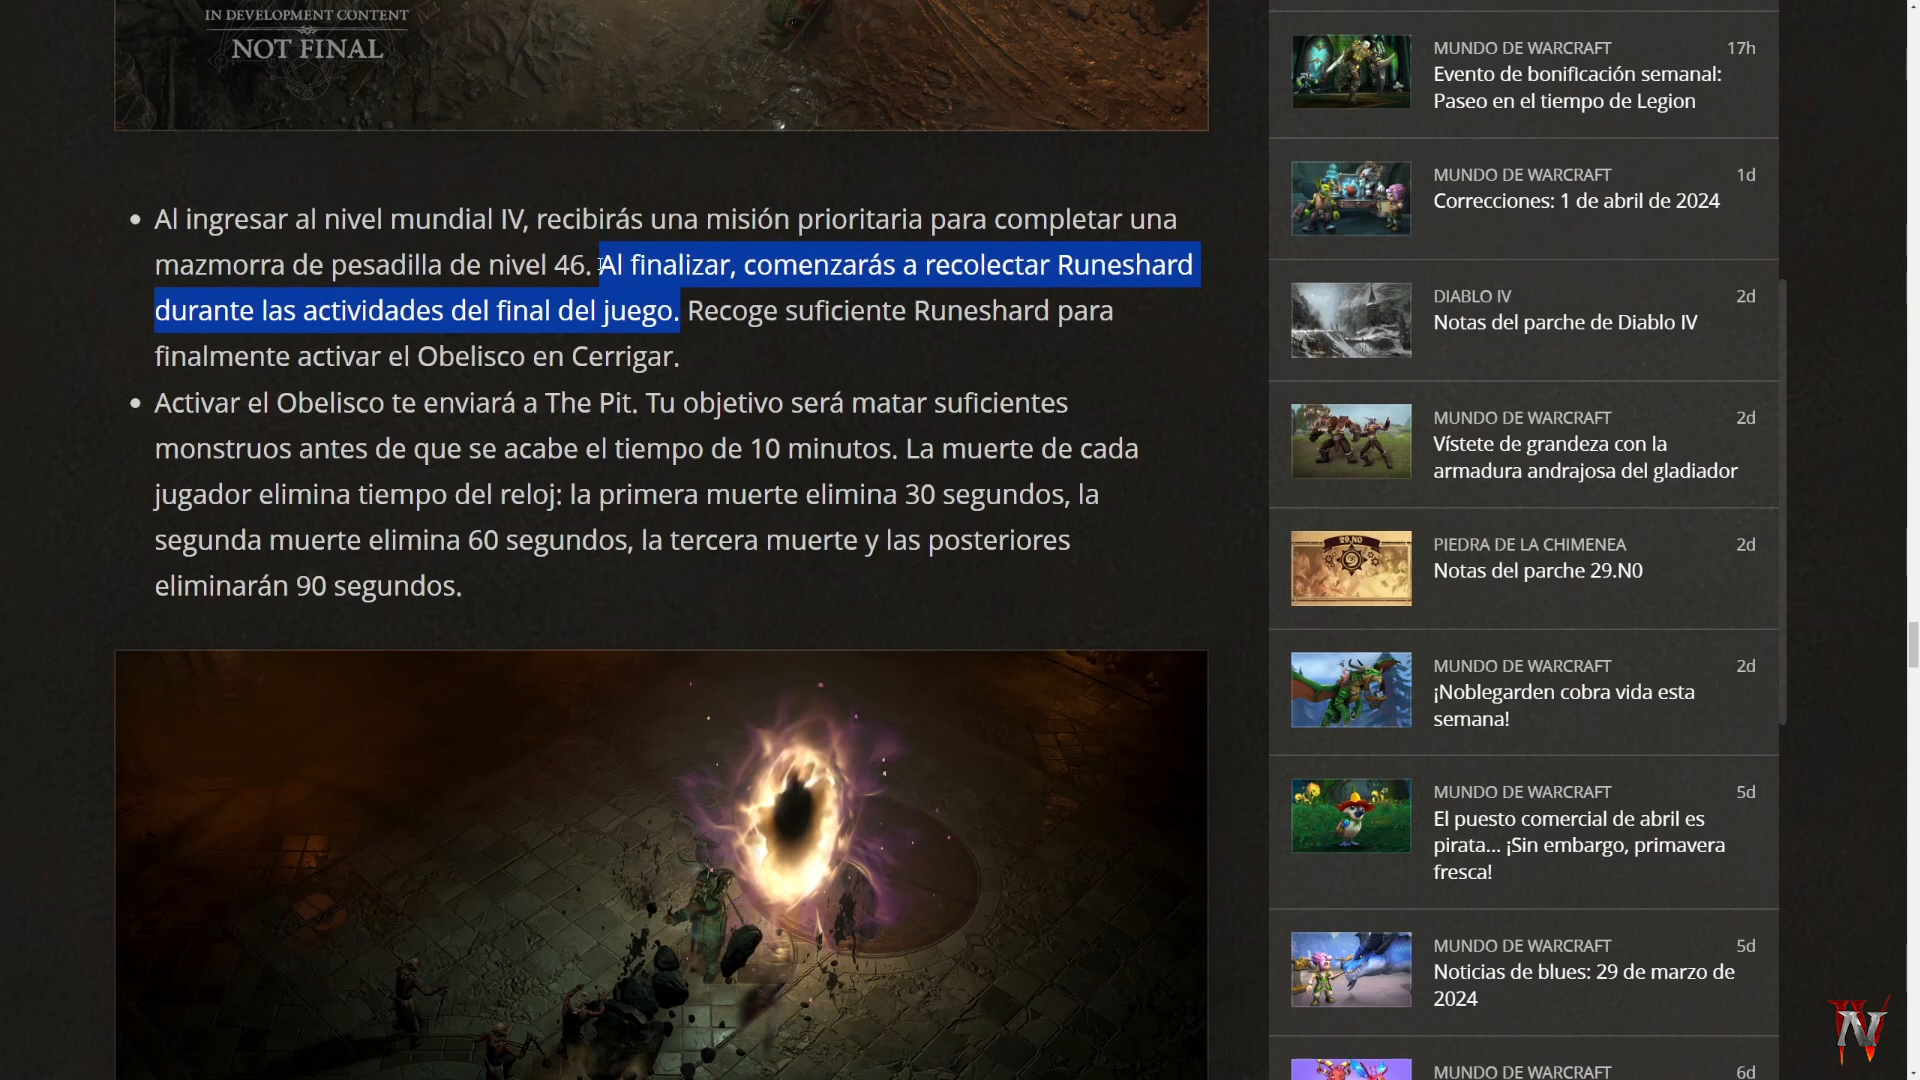 IN DEVELOPMENT CONTENT
NOT FINAL
Al ingresar al nivel mundial IV, recibirás una misión prioritaria para completar una
mazmorra de pesadilla de nivel 46. Al finalizar, comenzarás a recolectar Runeshard
durante las actividades del final del juego. Recoge suficiente Runeshard para
finalmente activar el Obelisco en Cerrigar.
Activar el Obelisco te enviará a The Pit. Tu objetivo será matar suficientes
monstruos antes de que se acabe el tiempo de 10 minutos. La muerte de cada
jugador elimina tiempo del reloj: la primera muerte elimina 30 segundos, la
segunda muerte elimina 60 segundos, la tercera muerte y las posteriores
eliminarán 90 segundos.
MUNDO DE WARCRAFT 17h
Evento de bonificación semanal:
Paseo en el tiempo de Legion
MUNDO DE WARCRAFT 1d
Correcciones: 1 de abril de 2024
DIABLO IV 2d
Notas del parche de Diablo IV
MUNDO DE WARCRAFT 2d
Vístete de grandeza con la
armadura andrajosa del gladiador
29.N0
PIEDRA DE LA CHIMENEA 2d
Notas del parche 29.N0
MUNDO DE WARCRAFT 2d
¡Noblegarden cobra vida esta
semana!
MUNDO DE WARCRAFT 5d
El puesto comercial de abril es
pirata... ¡Sin embargo, primavera
fresca!
MUNDO DE WARCRAFT 5d
Noticias de blues: 29 de marzo de
2024
MUNDO DE WARCRAFT 6d